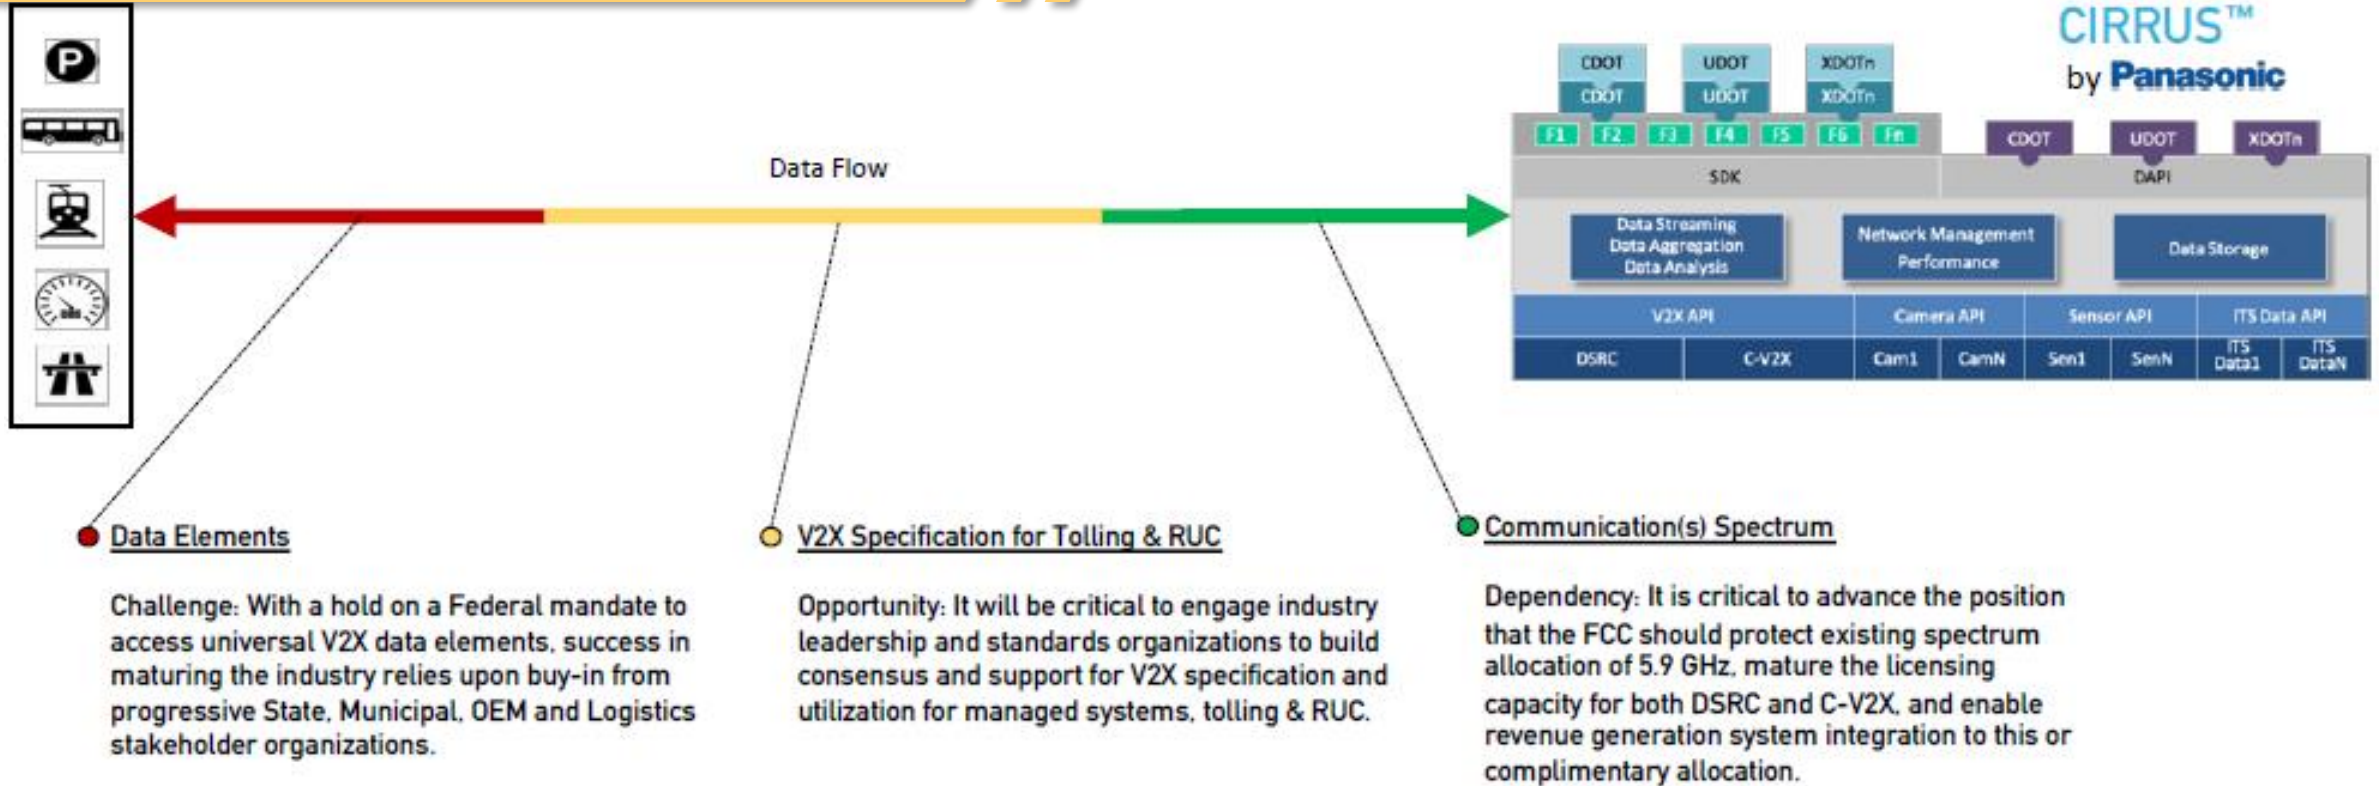 P
CIRRUS™
by Panasonic
CDOT UDOT XDOTn
CDOT UDOT XDOTn
F1 F2 F3 F4 F5 F6 Fn
CDOT UDOT XDOTn
SDK DAPI
Data Flow
Data Streaming
Data Aggregation
Data Analysis
Network Management
Performance
Data Storage
V2X API Camera API Sensor API ITS Data API
DSRC C-V2X Cam1 CamN Sen1 SenN ITS Data1 ITS DataN
Data Elements
Challenge: With a hold on a Federal mandate to
access universal V2X data elements, success in
maturing the industry relies upon buy-in from
progressive State, Municipal, OEM and Logistics
stakeholder organizations.
V2X Specification for Tolling & RUC
Opportunity: It will be critical to engage industry
leadership and standards organizations to build
consensus and support for V2X specification and
utilization for managed systems, tolling & RUC.
Communication(s) Spectrum
Dependency: It is critical to advance the position
that the FCC should protect existing spectrum
allocation of 5.9 GHz, mature the licensing
capacity for both DSRC and C-V2X, and enable
revenue generation system integration to this or
complimentary allocation.